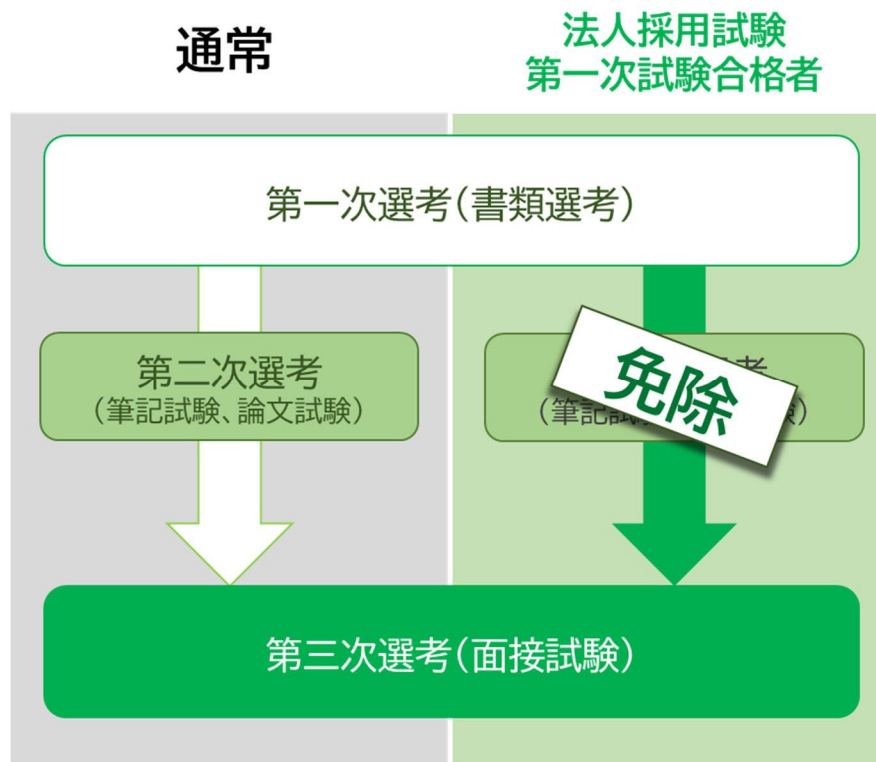 通常
法人採用試験
第一次試験合格者
第一次選考(書類選考)
第二次選考
(筆記試験、論文試験)
免除
第三次選考(面接試験)